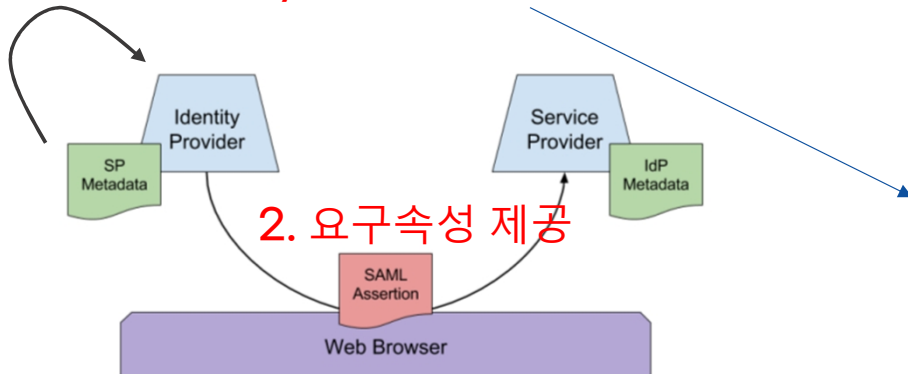 Identity
Provider
Service
Provider
SP
Metadata
IdP
Metadata
2. 요구속성 제공
SAML
Assertion
Web Browser